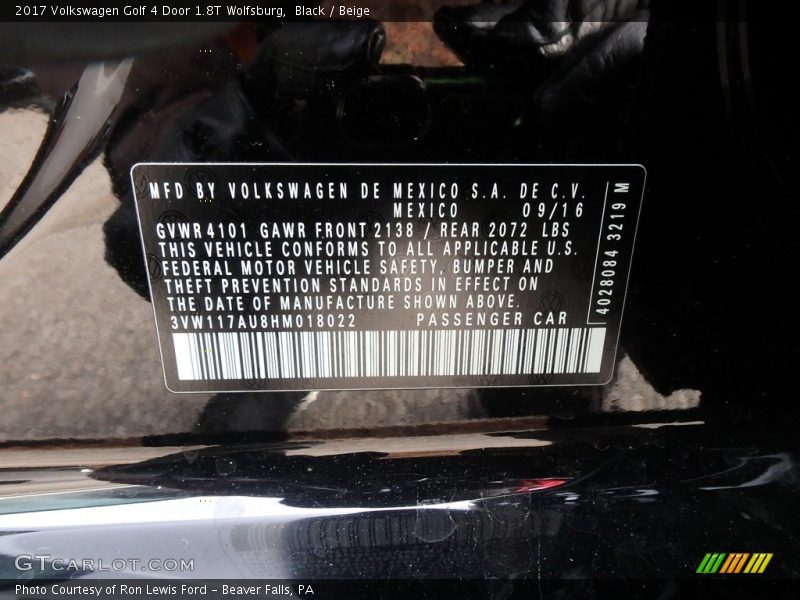 2017 Volkswagen Golf 4 Door 1.8T Wolfsburg, Black / Beige
MFD BY VOLKSWAGEN DE MEXICO S.A. DE C.V.
MEXICO 09/16
GVWR 4101 GAWR FRONT 2138 / REAR 2072 LBS
THIS VEHICLE CONFORMS TO ALL APPLICABLE U.S.
FEDERAL MOTOR VEHICLE SAFETY, BUMPER AND
THEFT PREVENTION STANDARDS IN EFFECT ON
THE DATE OF MANUFACTURE SHOWN ABOVE.
3VW117AU8HM018022 PASSENGER CAR
4028084 3219 M
GTCARLOT.COM
Photo Courtesy of Ron Lewis Ford - Beaver Falls, PA